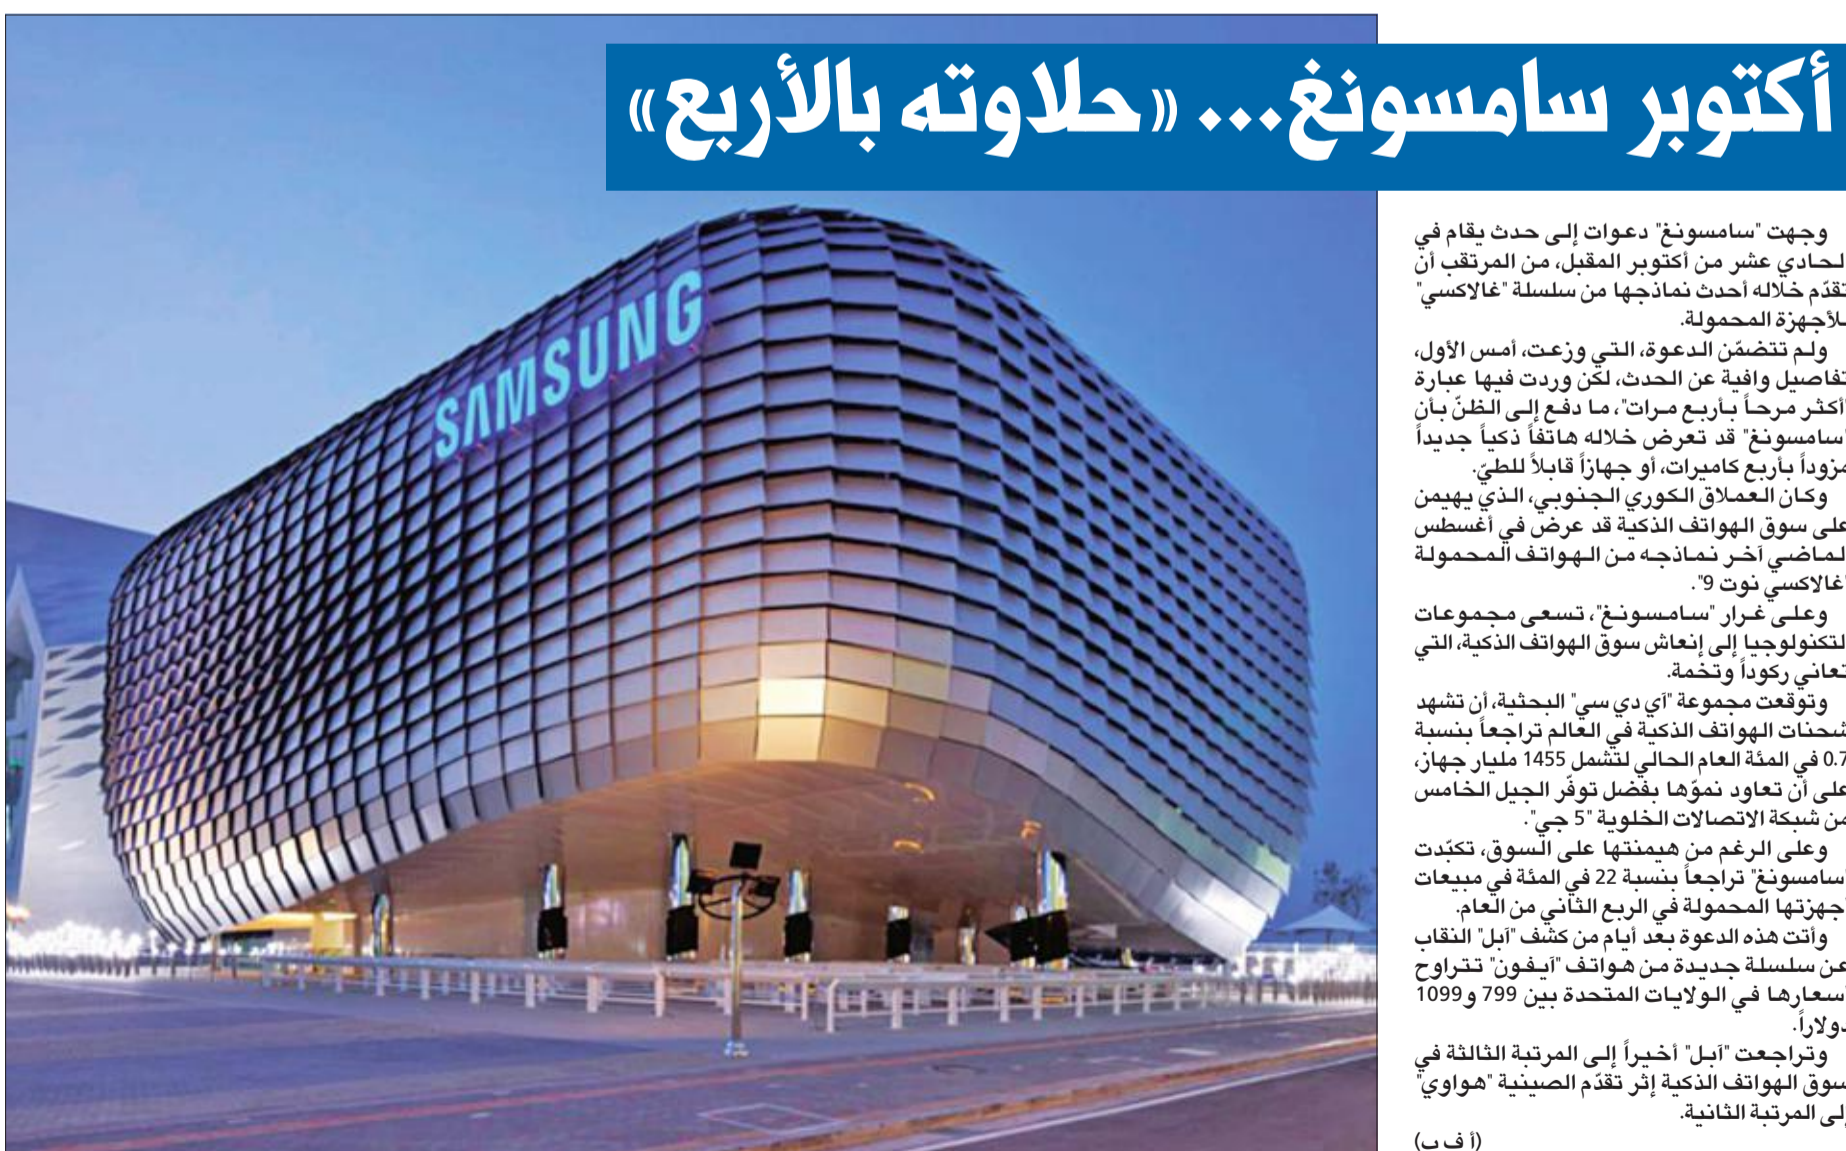 أكتوبر سامسونغ... «حلاوته بالأربع»
SAMSUNG
وجهت "سامسونغ" دعوات إلى حدث يقام في
لحادي عشر من أكتوبر المقبل، من المرتقب أن
تقدّم خلاله أحدث نماذجها من سلسلة "غالاكسي"
للأجهزة المحمولة.
ولم تتضمّن الدعوة، التي وزعت، أمس الأول،
تفاصيل وافية عن الحدث، لكن وردت فيها عبارة
"أكثر مرحاً بأربع مرات"، ما دفع إلى الظنّ بأن
"سامسونغ" قد تعرض خلاله هاتفاً ذكياً جديداً
مزوداً بأربع كاميرات، أو جهازاً قابلاً للطيّ.
وكان العملاق الكوري الجنوبي، الذي يهيمن
على سوق الهواتف الذكية قد عرض في أغسطس
لماضي آخر نماذجه من الهواتف المحمولة
"غالاكسي نوت 9".
وعلى غرار "سامسونغ"، تسعى مجموعات
لتكنولوجيا إلى إنعاش سوق الهواتف الذكية، التي
تعاني ركوداً وتخمة.
وتوقعت مجموعة "آي دي سي" البحثية، أن تشهد
شحنات الهواتف الذكية في العالم تراجعاً بنسبة
0.7 في المئة العام الحالي لتشمل 1455 مليار جهاز،
على أن تعاود نموّها بفضل توفّر الجيل الخامس
من شبكة الاتصالات الخلوية "5 جي".
وعلى الرغم من هيمنتها على السوق، تكبّدت
"سامسونغ" تراجعاً بنسبة 22 في المئة في مبيعات
أجهزتها المحمولة في الربع الثاني من العام.
وأتت هذه الدعوة بعد أيام من كشف "آبل" النقاب
عن سلسلة جديدة من هواتف "آيفون" تتراوح
أسعارها في الولايات المتحدة بين 799 و1099
دولاراً.
وتراجعت "آبل" أخيراً إلى المرتبة الثالثة في
سوق الهواتف الذكية إثر تقدّم الصينية "هواوي"
إلى المرتبة الثانية.
(أ ف ب)